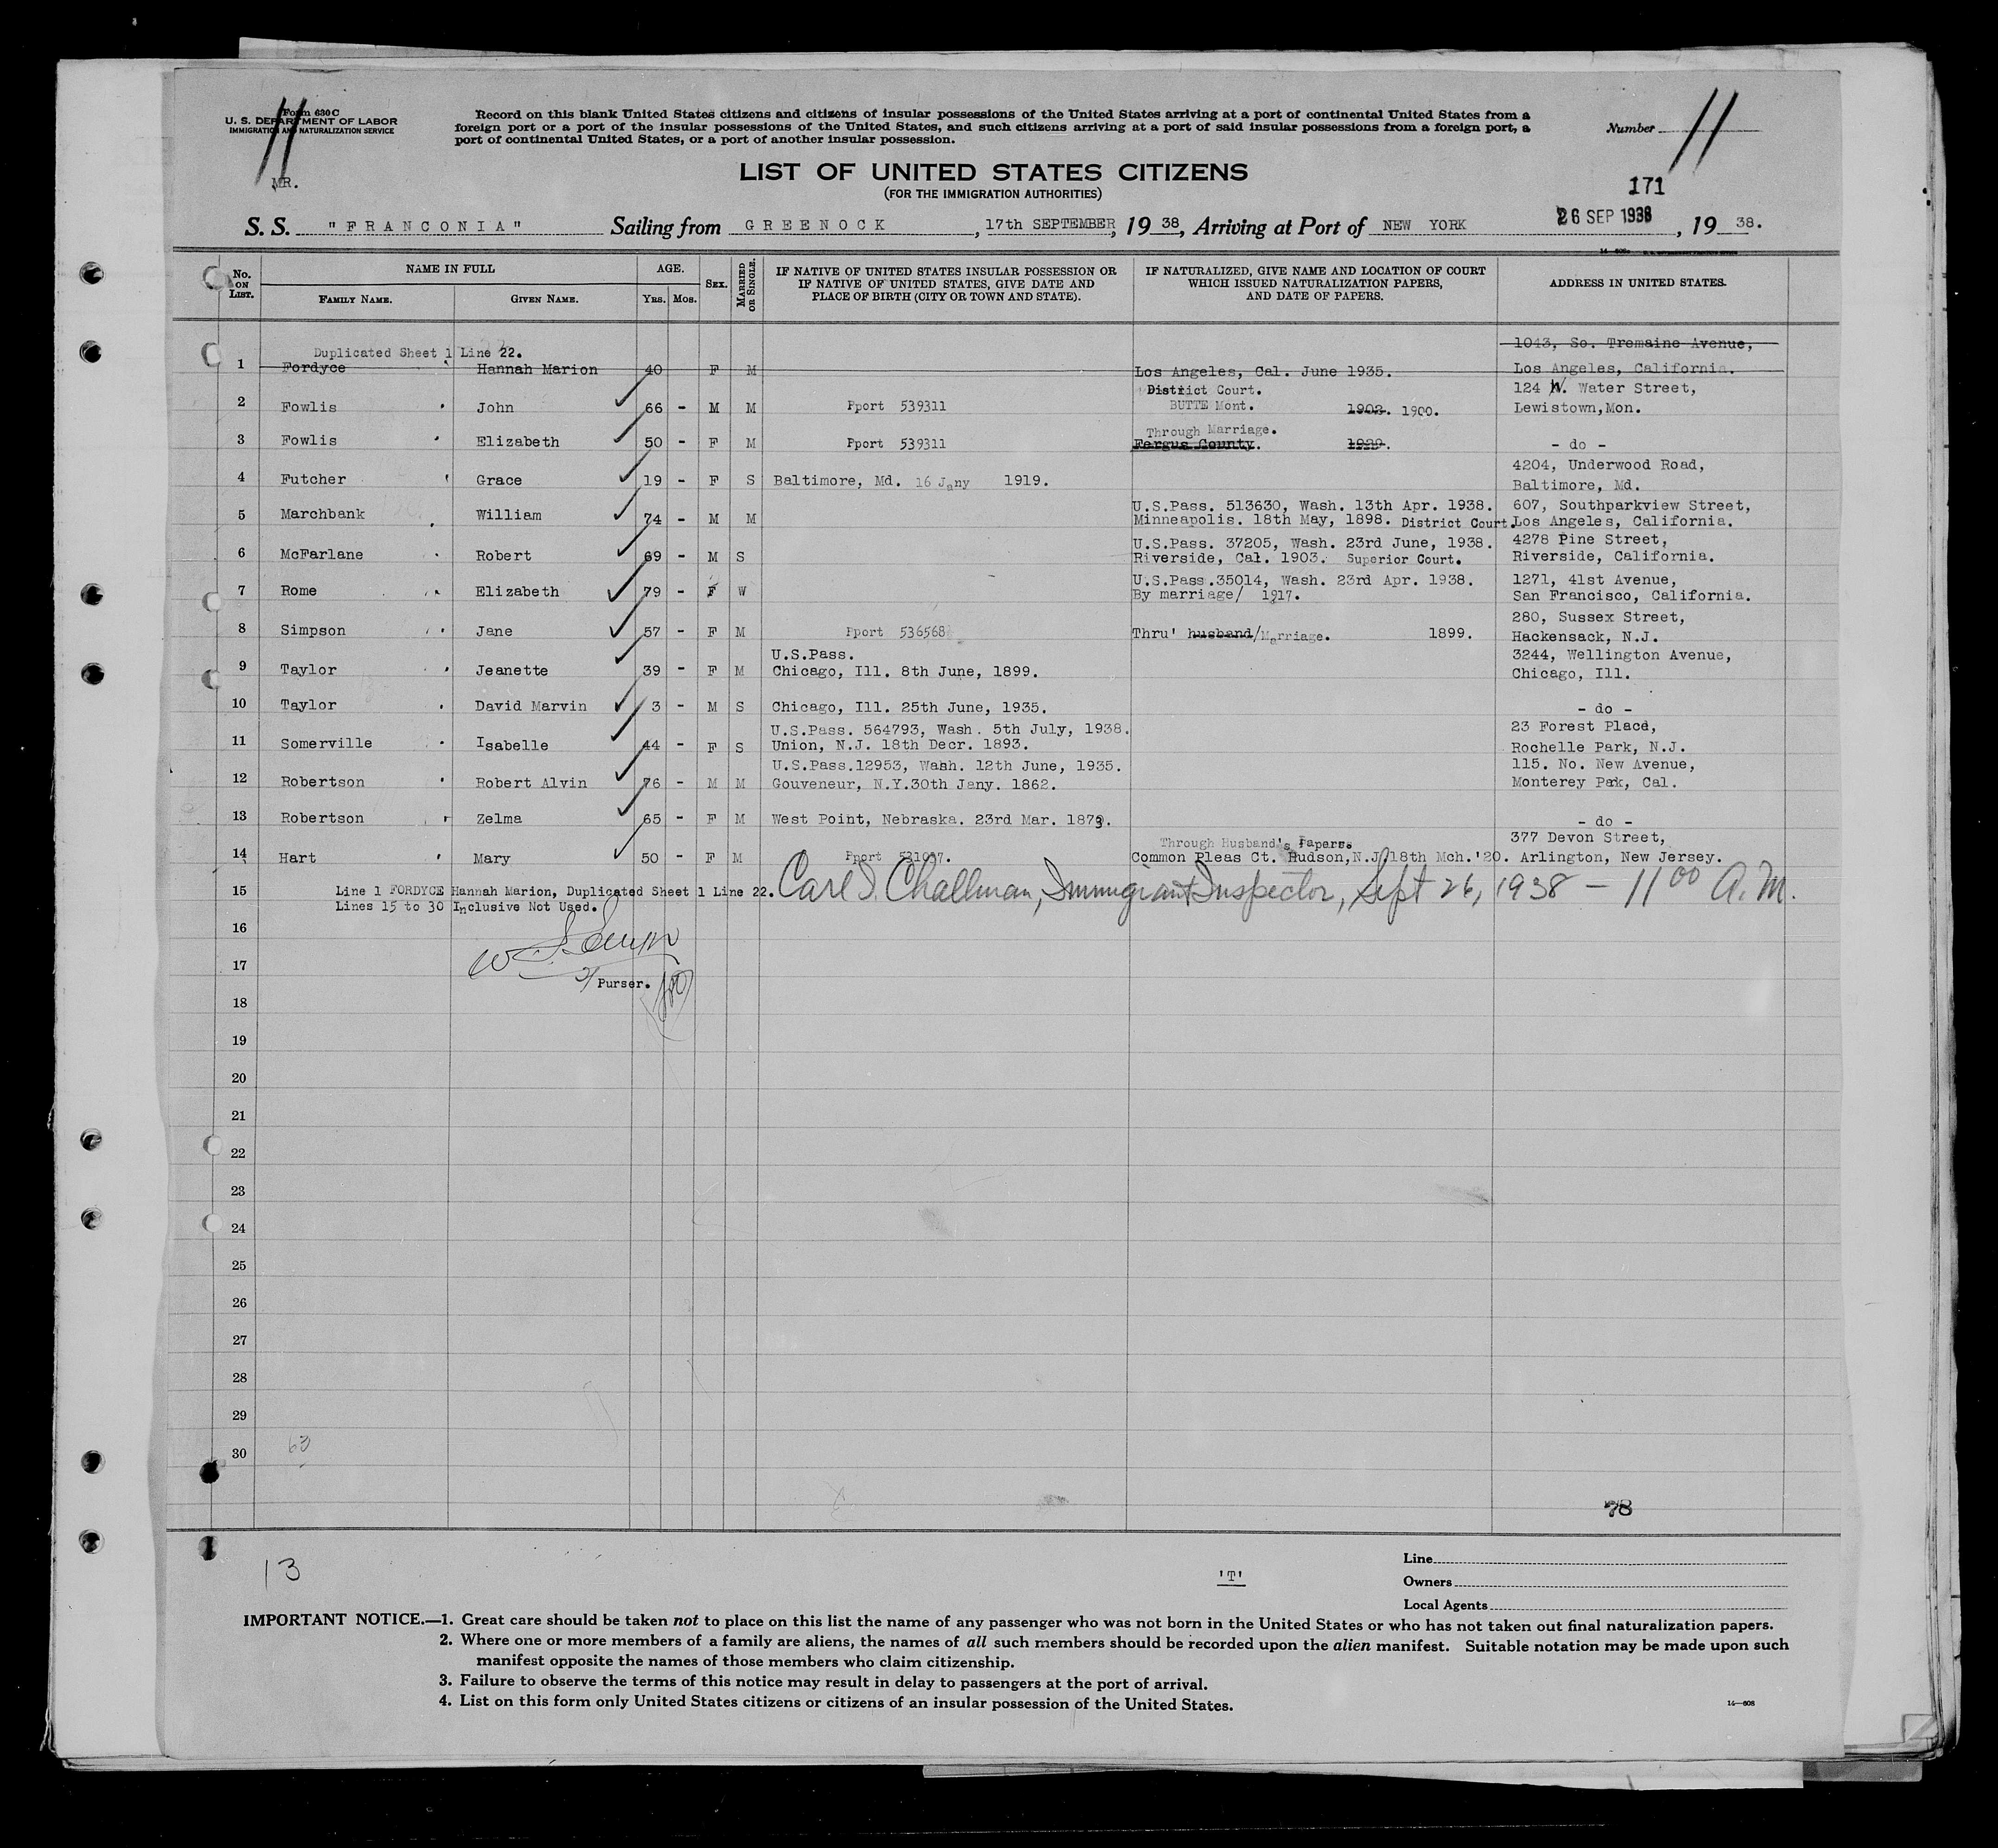 Form 630 C
U. S. DEPARTMENT OF LABOR
IMMIGRATION AND NATURALIZATION SERVICE
11
MR.
Record on this blank United States citizens and citizens of insular possessions of the United States arriving at a port of continental United States from a
foreign port or a port of the insular possessions of the United States, and such citizens arriving at a port of said insular possessions from a foreign port, a
port of continental United States, or a port of another insular possession.
Number 11
LIST OF UNITED STATES CITIZENS
(FOR THE IMMIGRATION AUTHORITIES)
171
S. S. "FRANCONIA" Sailing from GREENOCK, 17th SEPTEMBER, 19 38, Arriving at Port of NEW YORK 26 SEP 1938, 19 38.
No. ON LIST. NAME IN FULL FAMILY NAME. GIVEN NAME. AGE. YRS. MOS. SEX. MARRIED OR SINGLE. IF NATIVE OF UNITED STATES INSULAR POSSESSION OR IF NATIVE OF UNITED STATES, GIVE DATE AND PLACE OF BIRTH (CITY OR TOWN AND STATE). IF NATURALIZED, GIVE NAME AND LOCATION OF COURT WHICH ISSUED NATURALIZATION PAPERS, AND DATE OF PAPERS. ADDRESS IN UNITED STATES.
Duplicated Sheet 1 Line 22. 1043, So. Tremaine Avenue,
1 Fordyce Hannah Marion 40 F M Los Angeles, Cal. June 1935. Los Angeles, California.
District Court. 124 W. Water Street,
2 Fowlis John 66 - M M Pport 539311 BUTTE Mont. 1902. 1900. Lewistown, Mon.
Through Marriage.
3 Fowlis Elizabeth 50 - F M Pport 539311 Fergus County. 1929. - do -
4204, Underwood Road,
4 Futcher Grace 19 - F S Baltimore, Md. 16 Jany 1919. Baltimore, Md.
U.S.Pass. 513630, Wash. 13th Apr. 1938. 607, Southparkview Street,
5 Marchbank William 74 - M M Minneapolis. 18th May, 1898. District Court. Los Angeles, California.
U.S.Pass. 37205, Wash. 23rd June, 1938. 4278 Pine Street,
6 McFarlane Robert 69 - M S Riverside, Cal. 1903. Superior Court. Riverside, California.
U.S.Pass.35014, Wash. 23rd Apr. 1938. 1271, 41st Avenue,
7 Rome Elizabeth 79 - F W By marriage/ 1917. San Francisco, California.
280, Sussex Street,
8 Simpson Jane 57 - F M Pport 536568 Thru' husband/Marriage. 1899. Hackensack, N.J.
U.S.Pass. 3244, Wellington Avenue,
9 Taylor Jeanette 39 - F M Chicago, Ill. 8th June, 1899. Chicago, Ill.
10 Taylor David Marvin 3 - M S Chicago, Ill. 25th June, 1935. - do -
U.S.Pass. 564793, Wash. 5th July, 1938. 23 Forest Place,
11 Somerville Isabelle 44 - F S Union, N.J. 18th Decr. 1893. Rochelle Park, N.J.
U.S.Pass.12953, Wash. 12th June, 1935. 115. No. New Avenue,
12 Robertson Robert Alvin 76 - M M Gouveneur, N.Y.30th Jany. 1862. Monterey Park, Cal.
13 Robertson Zelma 65 - F M West Point, Nebraska. 23rd Mar. 1873. - do -
Through Husband's Papers. 377 Devon Street,
14 Hart Mary 50 - F M Pport Common Pleas Ct. Hudson,N.J.18th Mch.'20. Arlington, New Jersey.
15 Line 1 FORDYCE Hannah Marion, Duplicated Sheet 1 Line 22. Carl S. Challman, Immigrant Inspector, Sept 26, 1938 - 11 00 A.M.
Lines 15 to 30 Inclusive Not Used.
16
17
2/Purser.
18
19
20
21
22
23
24
25
26
27
28
29
30
63
78
13
'T'
Line
Owners
Local Agents
IMPORTANT NOTICE.—1. Great care should be taken not to place on this list the name of any passenger who was not born in the United States or who has not taken out final naturalization papers.
2. Where one or more members of a family are aliens, the names of all such members should be recorded upon the alien manifest. Suitable notation may be made upon such
manifest opposite the names of those members who claim citizenship.
3. Failure to observe the terms of this notice may result in delay to passengers at the port of arrival.
4. List on this form only United States citizens or citizens of an insular possession of the United States.
14—608